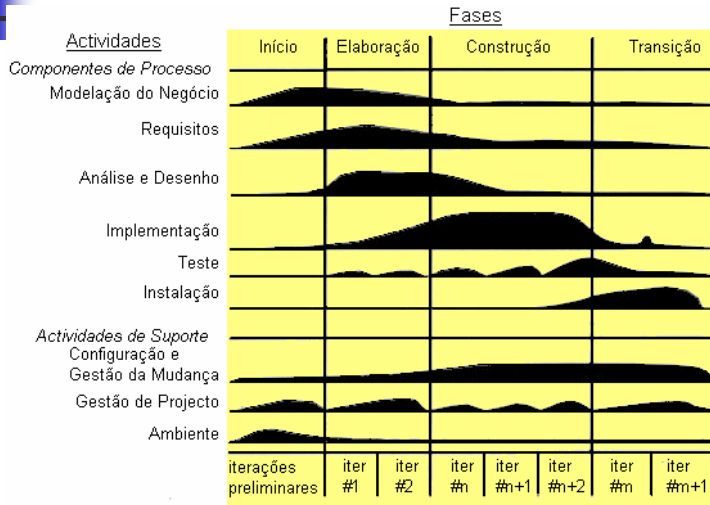 Fases
Actividades
Início Elaboração Construção Transição
Componentes de Processo
Modelação do Negócio
Requisitos
Análise e Desenho
Implementação
Teste
Instalação
Actividades de Suporte
Configuração e
Gestão da Mudança
Gestão de Projecto
Ambiente
iterações iter iter iter iter iter iter iter
preliminares #1 #2 #n #n+1 #n+2 #m #m+1